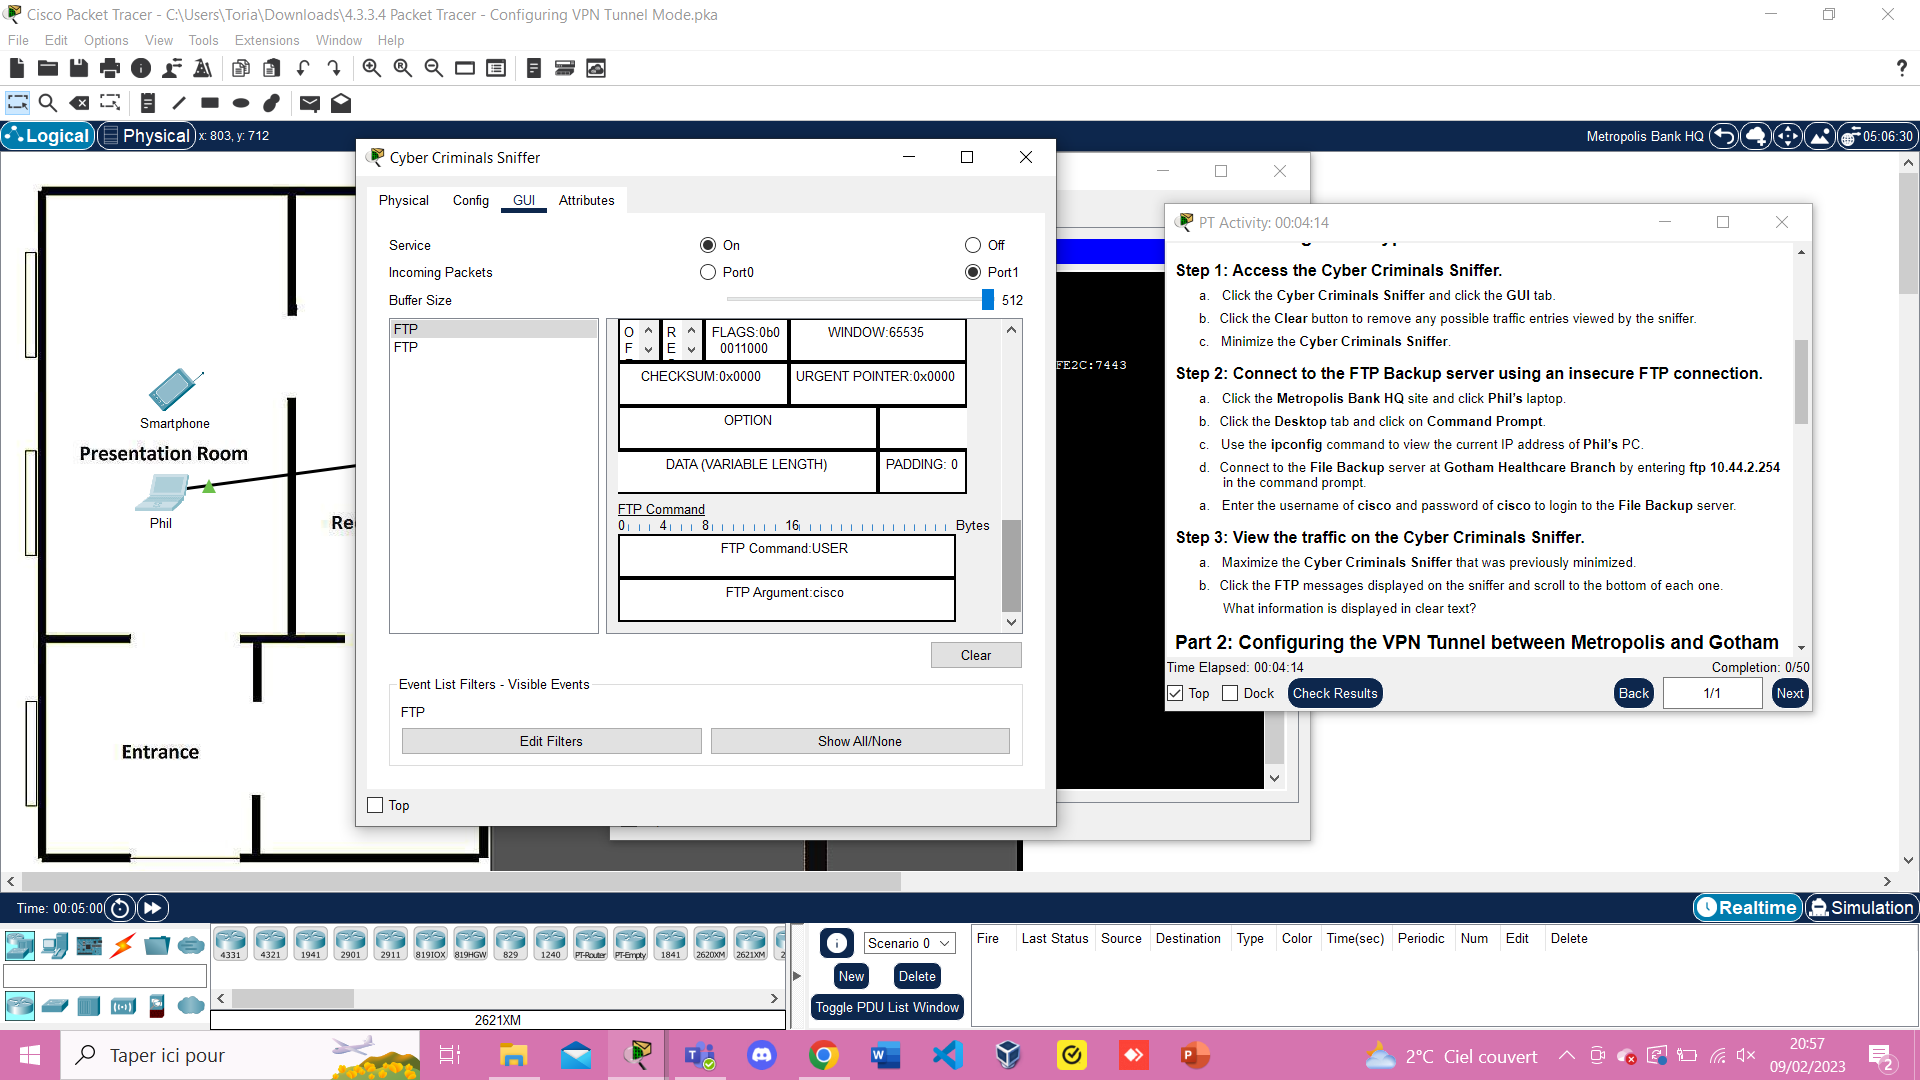 Cisco Packet Tracer - C:\Users\Toria\Downloads\4.3.3.4 Packet Tracer - Configuring VPN Tunnel Mode.pka
File Edit Options View Tools Extensions Window Help
?
Logical Physical x: 803, y: 712
Metropolis Bank HQ 05:06:30
Smartphone
Presentation Room
Phil
Re
Entrance
Cyber Criminals Sniffer
Physical Config GUI Attributes
Service On Off
Incoming Packets Port0 Port1
Buffer Size 512
FTP
FTP
O F
R E
FLAGS:0b0
0011000
WINDOW:65535
CHECKSUM:0x0000 URGENT POINTER:0x0000
OPTION
DATA (VARIABLE LENGTH) PADDING: 0
FTP Command
0 4 8 16 Bytes
FTP Command:USER
FTP Argument:cisco
Clear
Event List Filters - Visible Events
FTP
Edit Filters Show All/None
Top
FE2C:7443
PT Activity: 00:04:14
Step 1: Access the Cyber Criminals Sniffer.
a. Click the Cyber Criminals Sniffer and click the GUI tab.
b. Click the Clear button to remove any possible traffic entries viewed by the sniffer.
c. Minimize the Cyber Criminals Sniffer.
Step 2: Connect to the FTP Backup server using an insecure FTP connection.
a. Click the Metropolis Bank HQ site and click Phil's laptop.
b. Click the Desktop tab and click on Command Prompt.
c. Use the ipconfig command to view the current IP address of Phil's PC.
d. Connect to the File Backup server at Gotham Healthcare Branch by entering ftp 10.44.2.254
in the command prompt.
a. Enter the username of cisco and password of cisco to login to the File Backup server.
Step 3: View the traffic on the Cyber Criminals Sniffer.
a. Maximize the Cyber Criminals Sniffer that was previously minimized.
b. Click the FTP messages displayed on the sniffer and scroll to the bottom of each one.
What information is displayed in clear text?
Part 2: Configuring the VPN Tunnel between Metropolis and Gotham
Time Elapsed: 00:04:14 Completion: 0/50
Top Dock Check Results Back 1/1 Next
Time: 00:05:00
Realtime Simulation
4331 4321 1941 2901 2911 819IOX 819HGW 829 1240 PT-Router PT-Empty 1841 2620XM 2621XM 2
2621XM
Scenario 0
New Delete
Toggle PDU List Window
Fire Last Status Source Destination Type Color Time(sec) Periodic Num Edit Delete
Taper ici pour
2°C Ciel couvert
20:57
09/02/2023
2